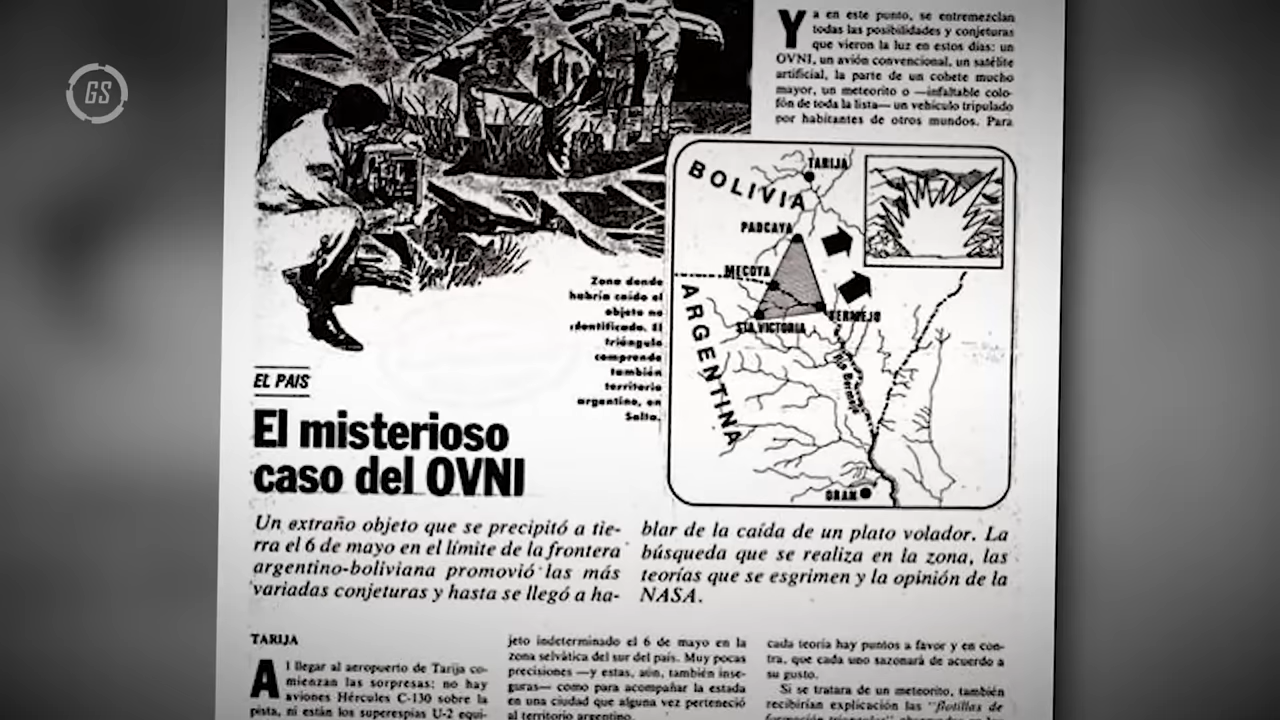 GS
Ya en este punto, se entremezclan
todas las posibilidades y conjeturas
que vieron la luz en estos días: un
OVNI, un avión convencional, un satélite
artificial, la parte de un cohete mucho
mayor, un meteorito o —infaltable colo-
fón de toda la lista— un vehículo tripulado
por habitantes de otros mundos. Para
BOLIVIA
TARIJA
PADCAYA
MECOYA
STA. VICTORIA
BERMEJO
ARGENTINA
Río Bermejo
ORAN
Zona donde
habría caído el
objeto no
identificado. El
triángulo
comprende
también
territorio
argentino, en
Salta.
EL PAIS
El misterioso
caso del OVNI
Un extraño objeto que se precipitó a tie-
rra el 6 de mayo en el límite de la frontera
argentino-boliviana promovió las más
variadas conjeturas y hasta se llegó a ha-
blar de la caída de un plato volador. La
búsqueda que se realiza en la zona, las
teorías que se esgrimen y la opinión de la
NASA.
TARIJA
Al llegar al aeropuerto de Tarija co-
mienzan las sorpresas: no hay
aviones Hércules C-130 sobre la
pista, ni están los superespías U-2 equi-
jeto indeterminado el 6 de mayo en la
zona selvática del sur del país. Muy pocas
precisiones —y estas, aún, también inse-
guras— como para acompañar la estada
en una ciudad que alguna vez perteneció
al territorio argentino.
cada teoría hay puntos a favor y en con-
tra, que cada uno sazonará de acuerdo a
su gusto.
Si se tratara de un meteorito, también
recibirían explicación las "flotillas de